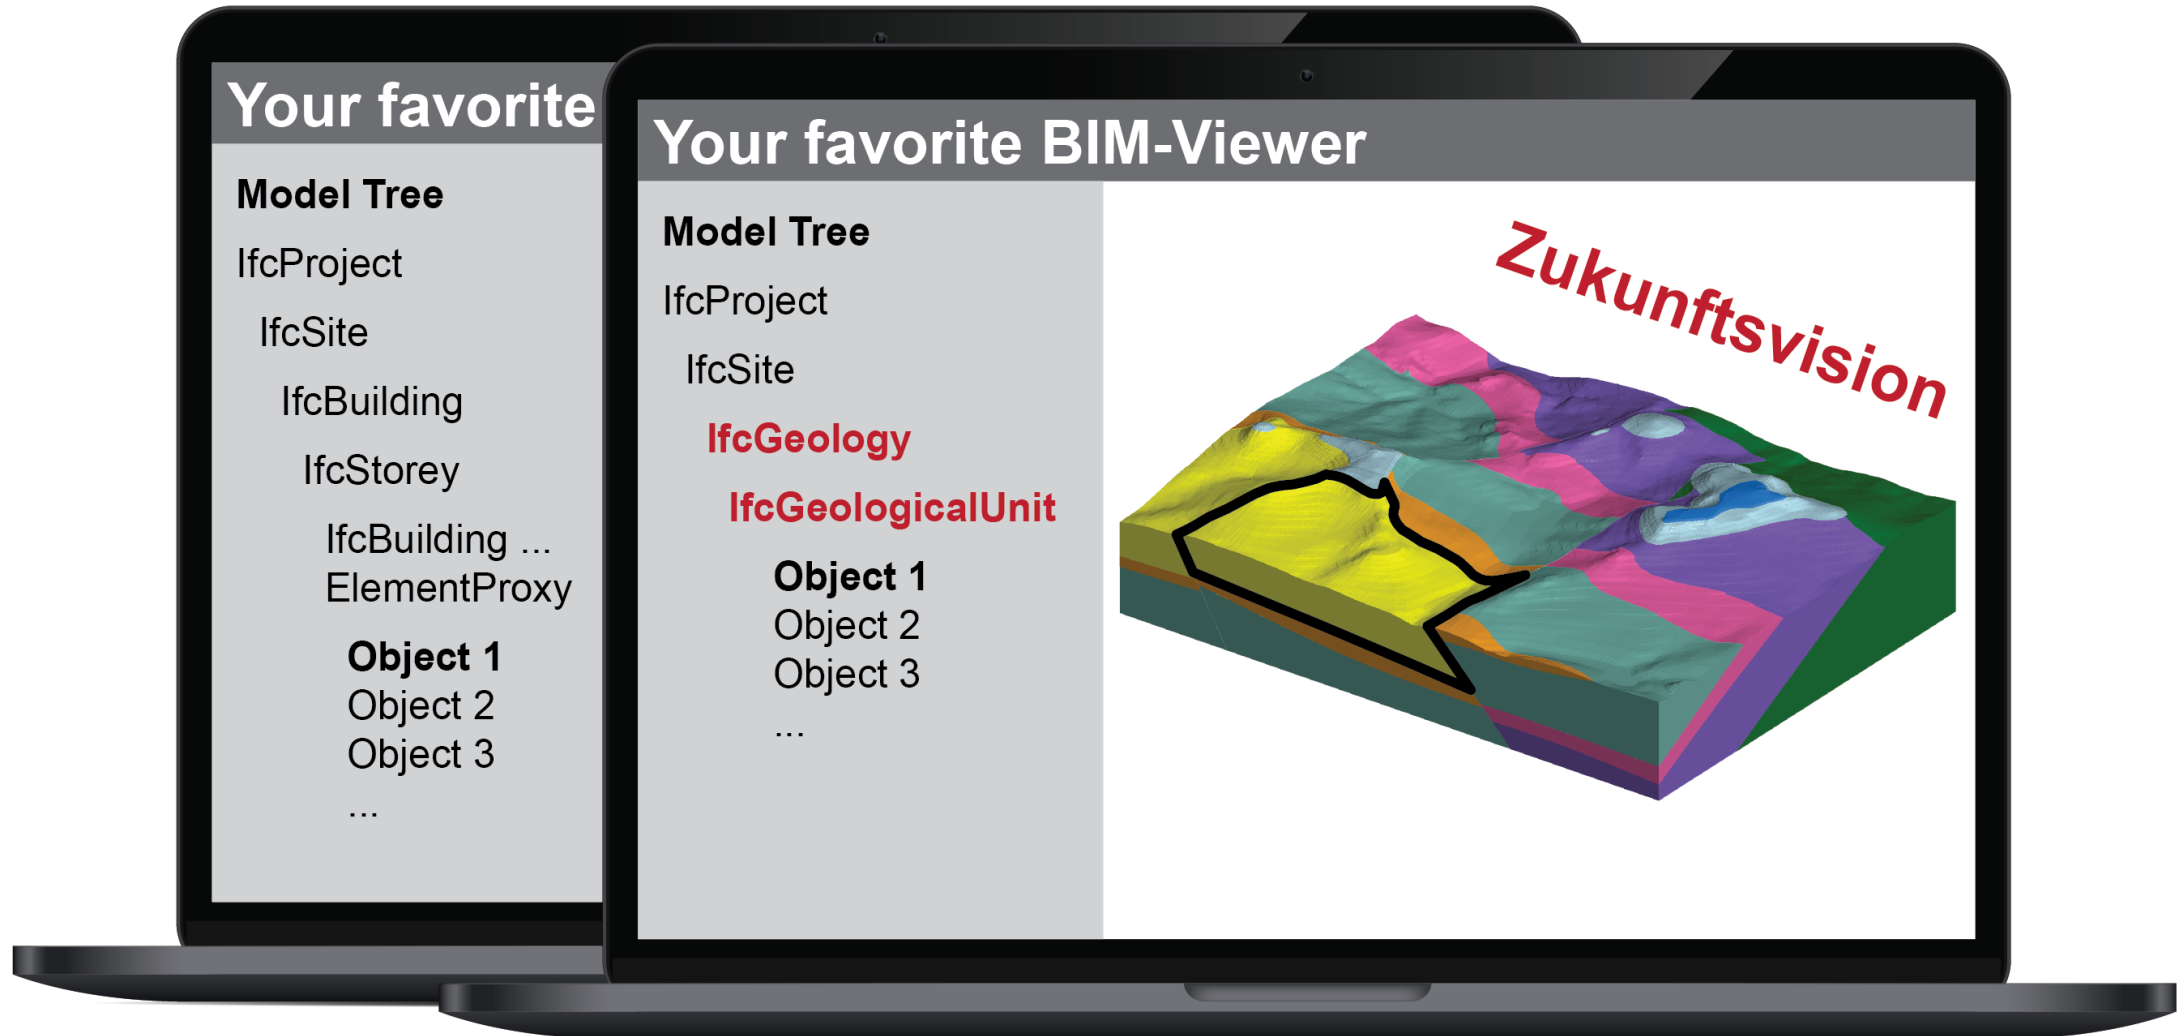 Your favorite
Model Tree
IfcProject
IfcSite
IfcBuilding
IfcStorey
IfcBuilding ...
ElementProxy
Object 1
Object 2
Object 3
...
Your favorite BIM-Viewer
Model Tree
IfcProject
IfcSite
IfcGeology
IfcGeologicalUnit
Object 1
Object 2
Object 3
...
Zukunftsvision